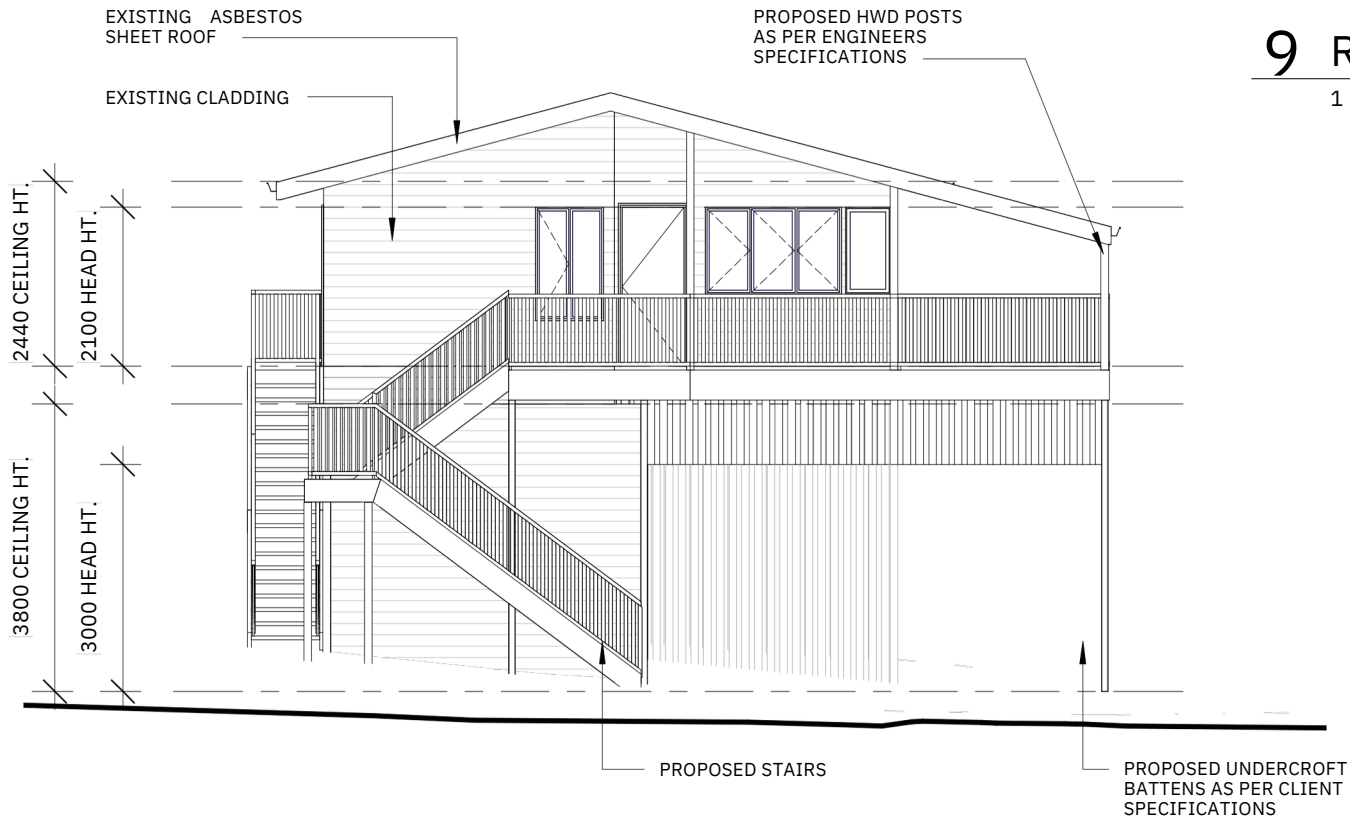 EXISTING ASBESTOS
SHEET ROOF
EXISTING CLADDING
PROPOSED HWD POSTS
AS PER ENGINEERS
SPECIFICATIONS
9 R
1
2440 CEILING HT.
2100 HEAD HT.
3800 CEILING HT.
3000 HEAD HT.
PROPOSED STAIRS
PROPOSED UNDERCROFT
BATTENS AS PER CLIENT
SPECIFICATIONS